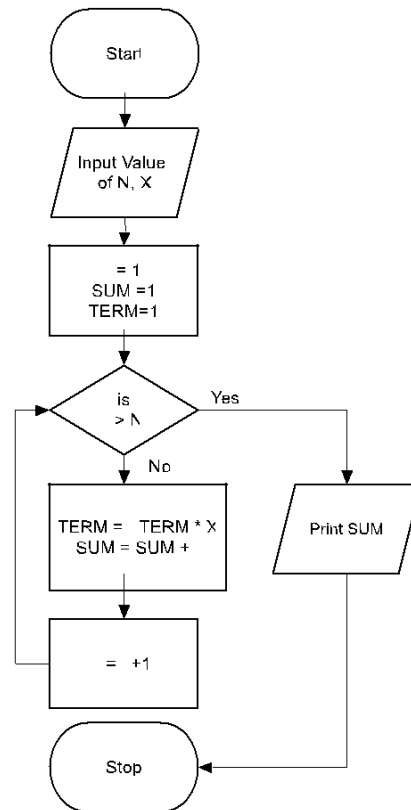 Start
Input Value
of N, X
= 1
SUM =1
TERM=1
is
> N
Yes
No
TERM = TERM * X
SUM = SUM +
= +1
Print SUM
Stop